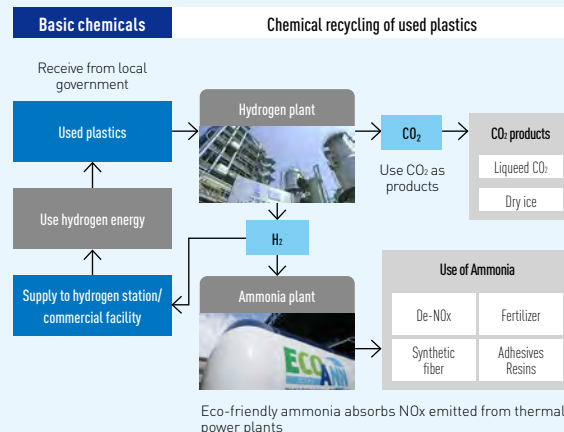 Basic chemicals
Chemical recycling of used plastics
Receive from local
government
Used plastics
Hydrogen plant
CO₂
CO₂ products
Liqueed CO₂
Dry ice
Use CO₂ as
products
Use hydrogen energy
H₂
Supply to hydrogen station/
commercial facility
Ammonia plant
ECO
ANN
Use of Ammonia
De-NOx
Fertilizer
Synthetic
fiber
Adhesives
Resins
Eco-friendly ammonia absorbs NOx emitted from thermal
power plants